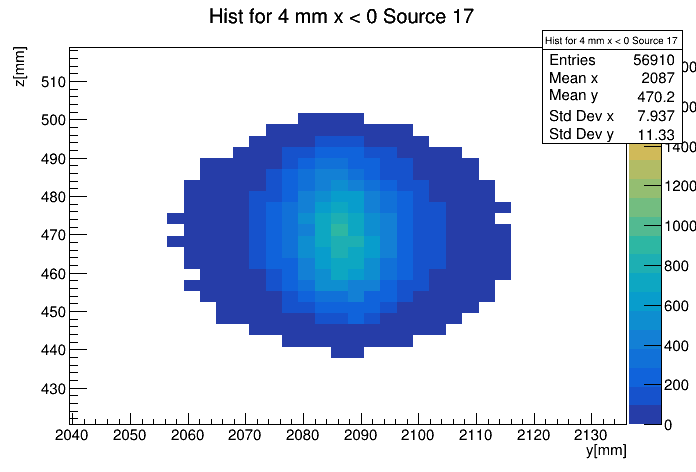 Hist for 4 mm x < 0 Source 17
z[mm]
Hist for 4 mm x < 0 Source 17
Entries 56910
Mean x 2087
Mean y 470.2
Std Dev x 7.937
Std Dev y 11.33
510
500
490
480
470
460
450
440
430
1400
1200
1000
800
600
400
200
0
2040 2050 2060 2070 2080 2090 2100 2110 2120 2130
y[mm]